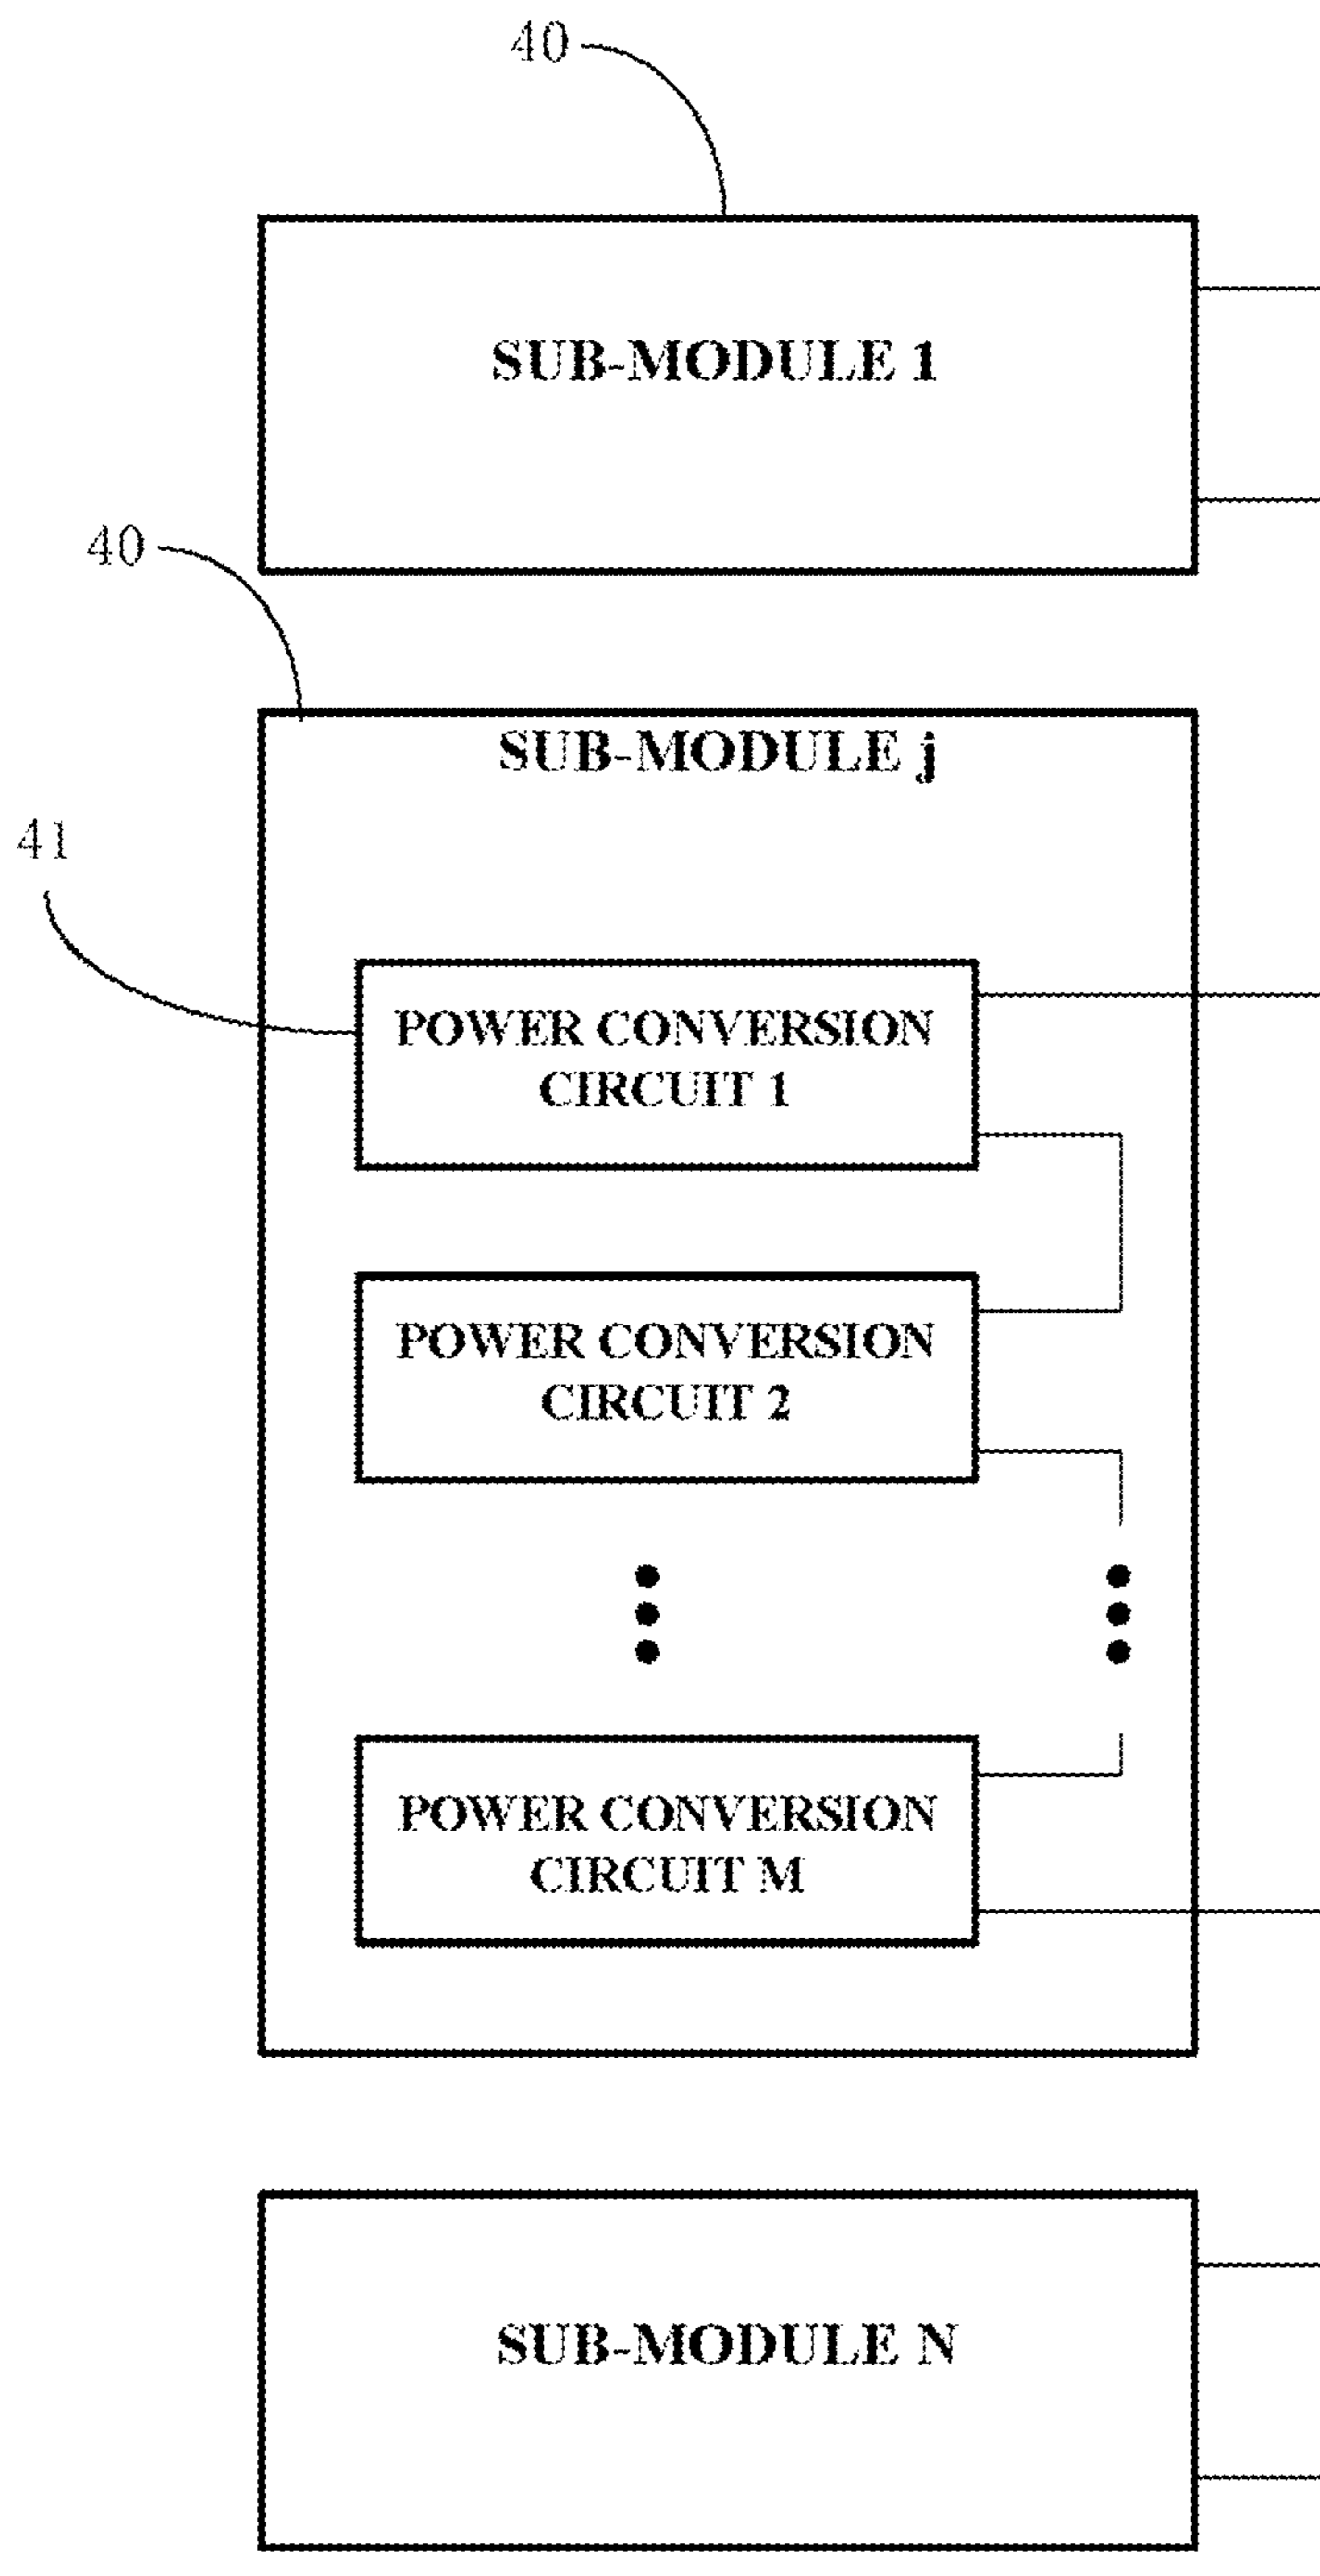 40
SUB-MODULE 1
40
SUB-MODULE j
41
POWER CONVERSION
CIRCUIT 1
POWER CONVERSION
CIRCUIT 2
POWER CONVERSION
CIRCUIT M
SUB-MODULE N